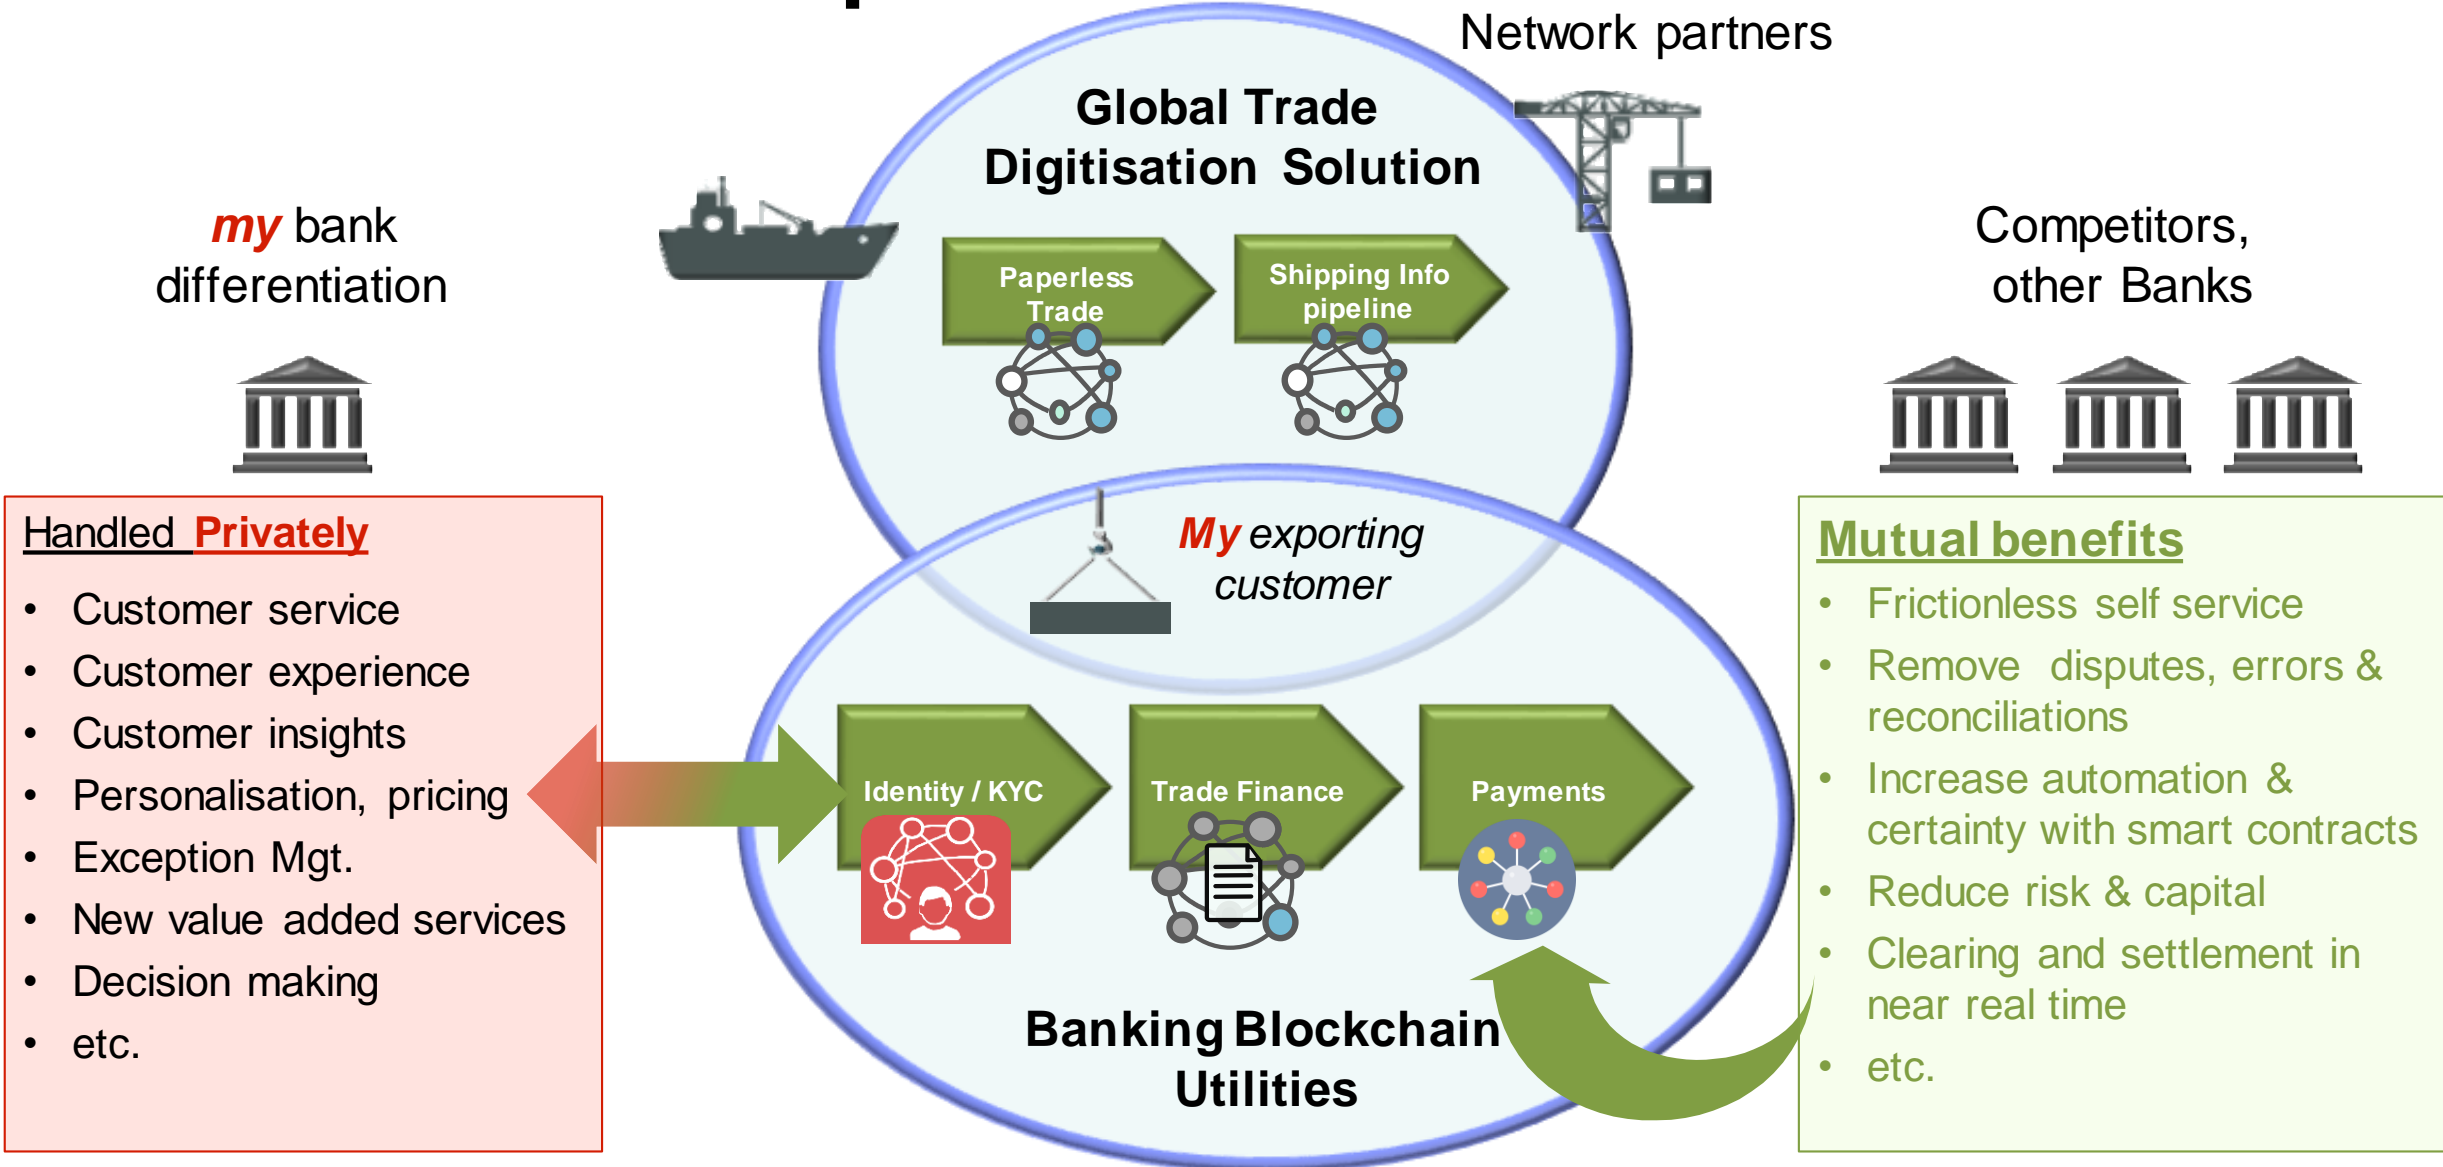 Network partners
Global Trade
Digitisation Solution
my bank
differentiation
Competitors,
other Banks
Paperless
Trade
Shipping Info
pipeline
Handled Privately
• Customer service
• Customer experience
• Customer insights
• Personalisation, pricing
• Exception Mgt.
• New value added services
• Decision making
• etc.
My exporting
customer
Identity / KYC
Trade Finance
Payments
Banking Blockchain
Utilities
Mutual benefits
• Frictionless self service
• Remove disputes, errors &
reconciliations
• Increase automation &
certainty with smart contracts
• Reduce risk & capital
• Clearing and settlement in
near real time
• etc.